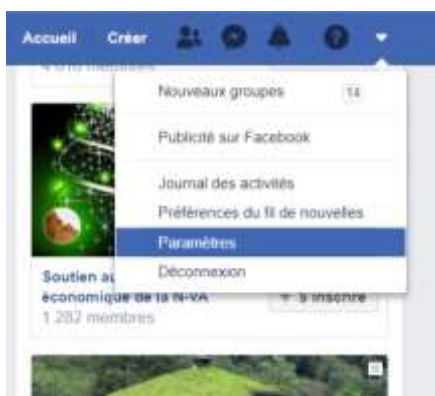 Accueil Créer
Nouveaux groupes 14
Publicité sur Facebook
Journal des activités
Préférences du fil de nouvelles
Paramètres
Déconnexion
Soutien au
économique de la N-VA
+ S'inscrire
1 282 membres